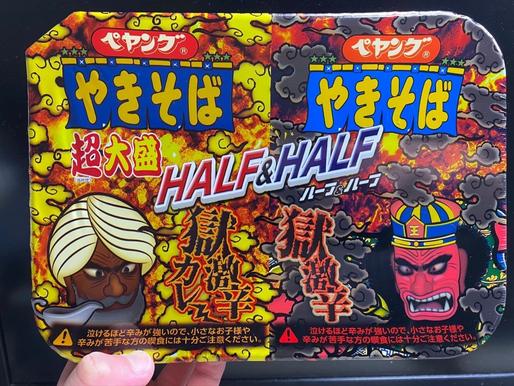 ペヤング® ペヤング®
やきそば やきそば
超大盛
HALF&HALF
ハーフ&ハーフ
獄激辛カレー 獄激辛
王
泣けるほど辛みが強いので、小さなお子様や
辛みが苦手な方の喫食には十分ご注意ください。
泣けるほど辛みが強いので、小さなお子様や
辛みが苦手な方の喫食には十分ご注意ください。